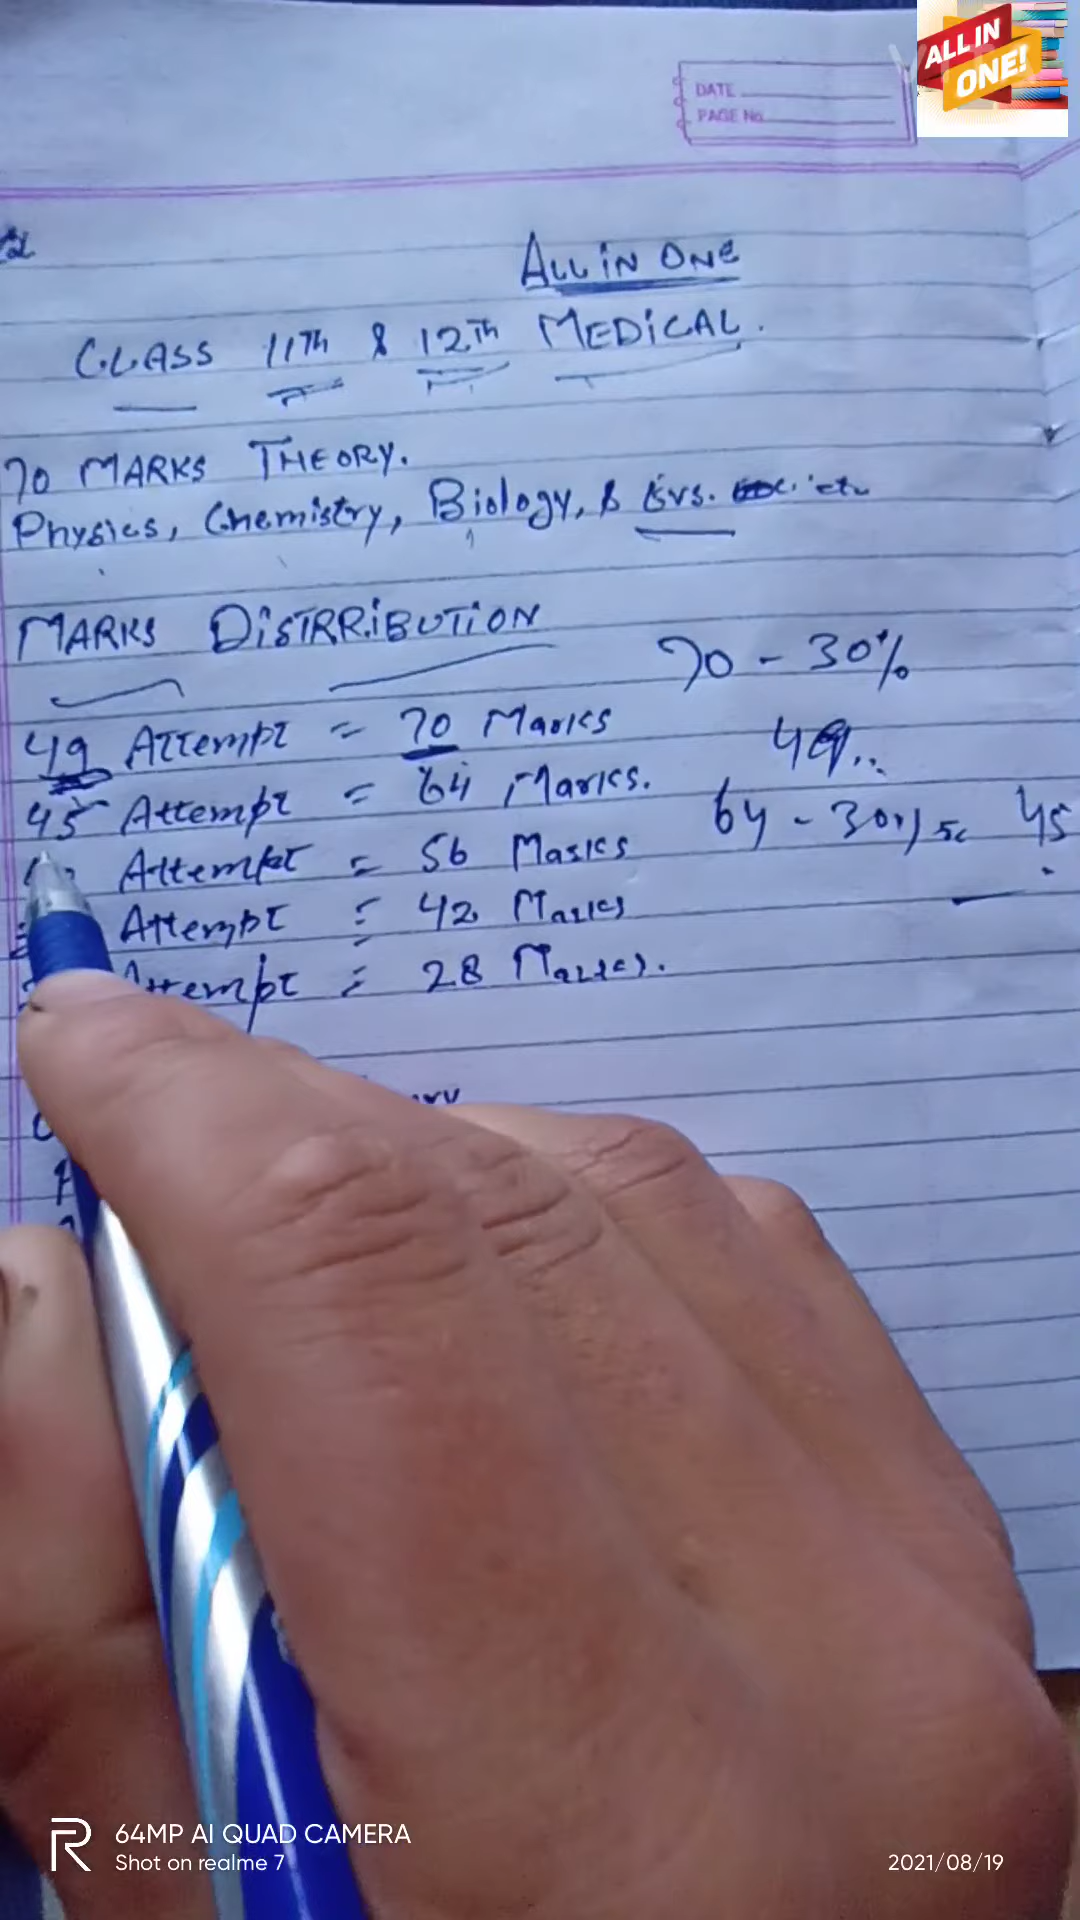 ALL IN
ONE!
DATE
PAGE No.
ALL IN ONE
CLASS 11TH & 12TH MEDICAL.
70 MARKS THEORY.
Physics, Chemistry, Biology, & Evs. etc
MARKS DISTRRIBUTION
70 - 30%
49 Attempt = 70 Marks
49..
45 Attempt = 64 Marks.
64 - 30% 45
Attempt = 56 Marks
Attempt = 42 Marks
Attempt = 28 Marks.
64MP AI QUAD CAMERA
Shot on realme 7
2021/08/19